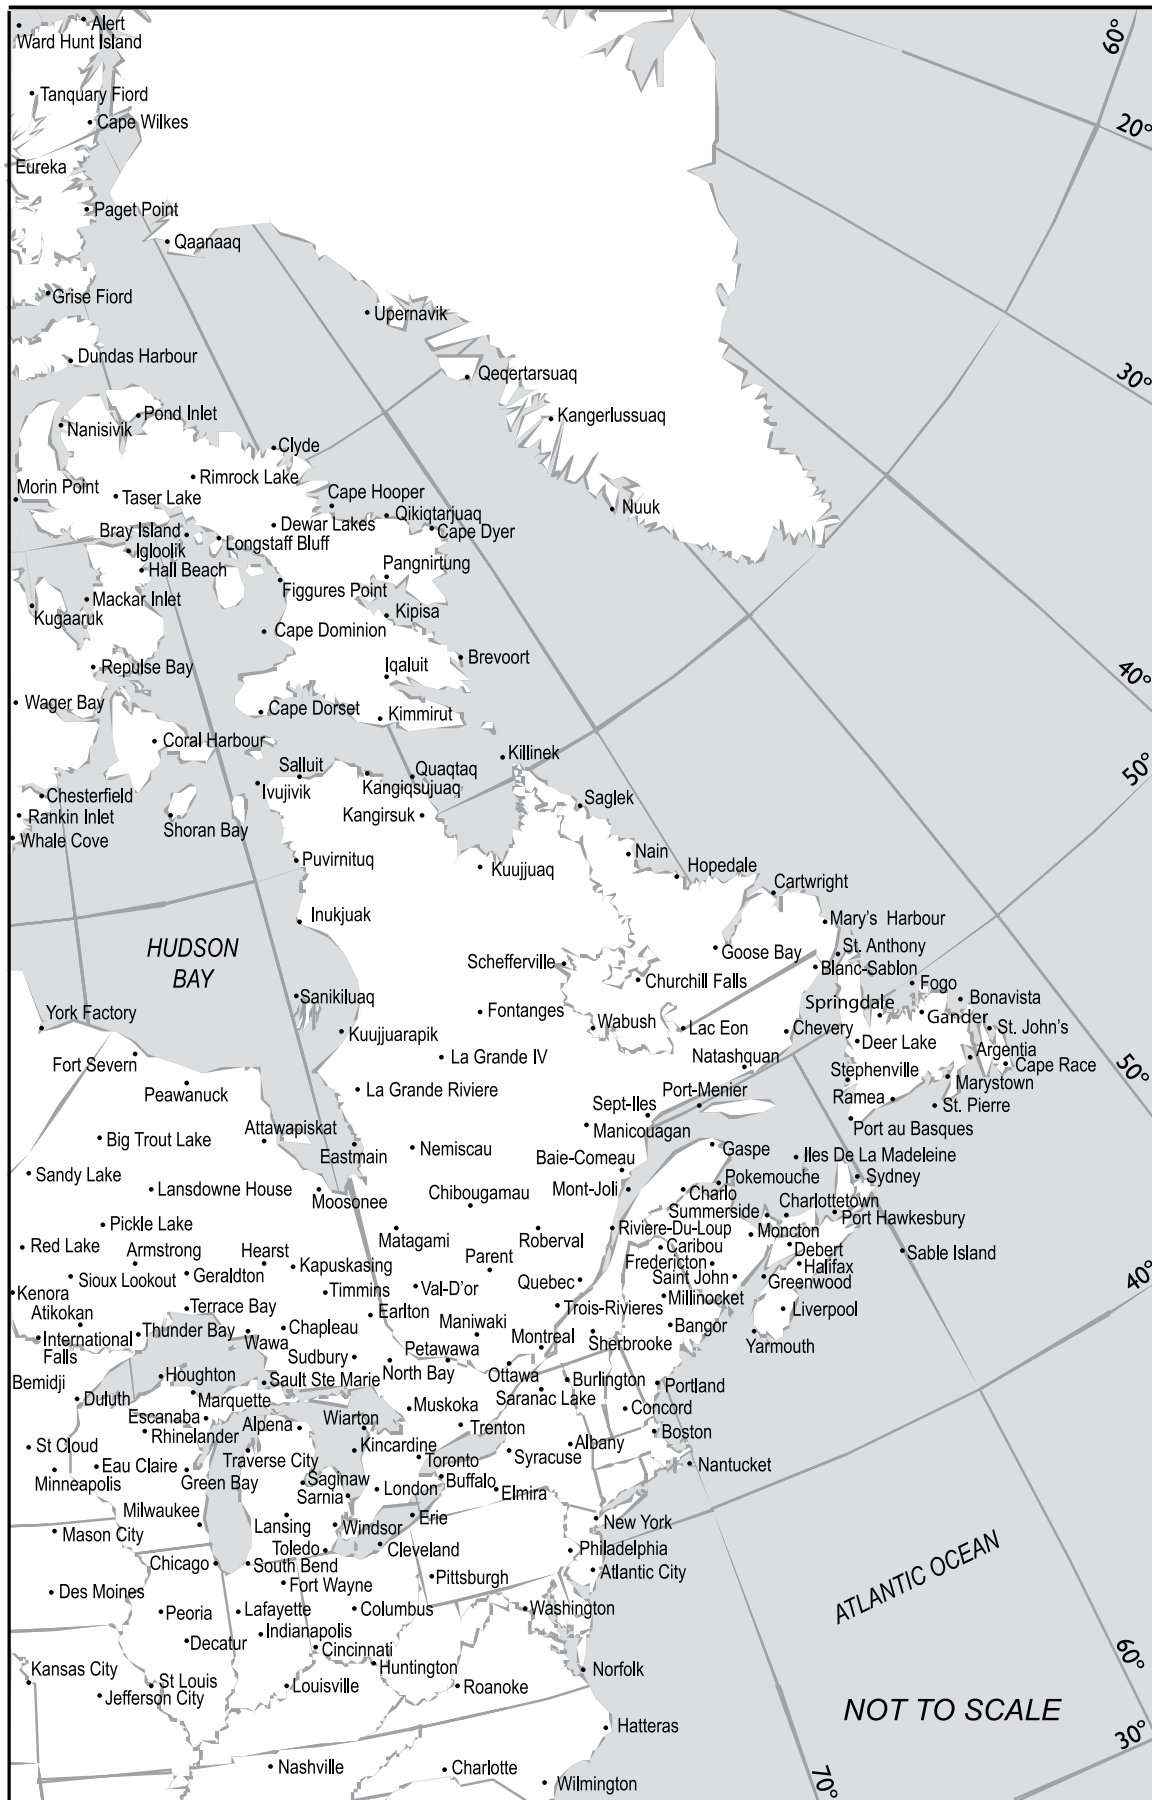 Alert
Ward Hunt Island
60°
Tanquary Fiord
Cape Wilkes
20°
Eureka
Paget Point
Qaanaaq
Grise Fiord
Upernavik
Dundas Harbour
Qeqertarsuaq
30°
Pond Inlet
Kangerlussuaq
Nanisivik
Clyde
Rimrock Lake
Morin Point
Taser Lake
Cape Hooper
Nuuk
Qikiqtarjuaq
Dewar Lakes
Cape Dyer
Bray Island
Longstaff Bluff
Igloolik
Pangnirtung
Hall Beach
Figgures Point
Mackar Inlet
Kugaaruk
Kipisa
Cape Dominion
Brevoort
Repulse Bay
Iqaluit
40°
Wager Bay
Cape Dorset
Kimmirut
Coral Harbour
Killinek
Salluit
Quaqtaq
50°
Ivujivik
Kangiqsujuaq
Chesterfield
Saglek
Rankin Inlet
Kangirsuk
Shoran Bay
Whale Cove
Nain
Puvirnituq
Kuujjuaq
Hopedale
Cartwright
Inukjuak
Mary's Harbour
HUDSON
BAY
Goose Bay
St. Anthony
Schefferville
Blanc-Sablon
Churchill Falls
Fogo
Sanikiluaq
Springdale
Bonavista
York Factory
Fontanges
Gander
Kuujjuarapik
Wabush
Lac Eon
Chevery
St. John's
Deer Lake
Fort Severn
La Grande IV
Natashquan
Argentia
Cape Race
50°
Stephenville
Marystown
Peawanuck
La Grande Riviere
Port-Menier
Ramea
St. Pierre
Sept-Iles
Port au Basques
Attawapiskat
Manicouagan
Big Trout Lake
Eastmain
Nemiscau
Gaspe
Iles De La Madeleine
Baie-Comeau
Sandy Lake
Pokemouche
Sydney
Lansdowne House
Moosonee
Chibougamau
Mont-Joli
Charlo
Summerside
Charlottetown
Port Hawkesbury
Pickle Lake
Matagami
Roberval
Riviere-Du-Loup
Moncton
Red Lake
Armstrong
Hearst
Parent
Caribou
Debert
Sable Island
Sioux Lookout
Geraldton
Kapuskasing
Fredericton
Halifax
40°
Quebec
Saint John
Greenwood
Kenora
Timmins
Val-D'or
Millinocket
Atikokan
Terrace Bay
Earlton
Trois-Rivieres
Liverpool
International
Falls
Thunder Bay
Wawa
Chapleau
Maniwaki
Montreal
Sherbrooke
Bangor
Yarmouth
Sudbury
Petawawa
North Bay
Ottawa
Bemidji
Houghton
Sault Ste Marie
Burlington
Portland
Duluth
Marquette
Saranac Lake
Escanaba
Alpena
Wiarton
Muskoka
Concord
Rhinelander
Trenton
Boston
St Cloud
Kincardine
Albany
Eau Claire
Traverse City
Toronto
Syracuse
Nantucket
Minneapolis
Green Bay
Saginaw
Buffalo
Sarnia
London
Elmira
Milwaukee
Lansing
Windsor
Erie
New York
Mason City
Toledo
Cleveland
Philadelphia
Chicago
South Bend
Atlantic City
Fort Wayne
Pittsburgh
ATLANTIC OCEAN
Des Moines
Peoria
Lafayette
Columbus
Washington
Indianapolis
Decatur
Cincinnati
60°
Kansas City
Huntington
Norfolk
St Louis
Louisville
Roanoke
Jefferson City
NOT TO SCALE
Hatteras
30°
Nashville
Charlotte
70°
Wilmington